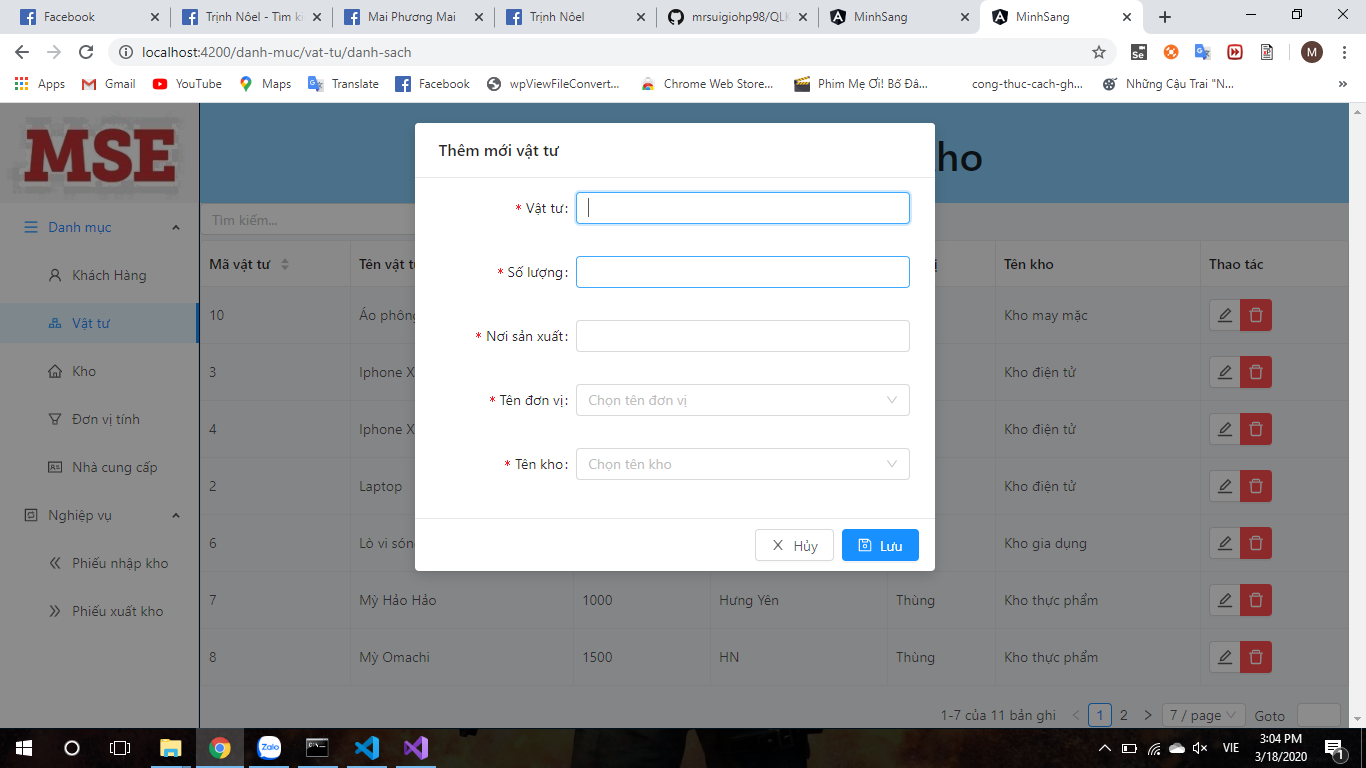 Facebook
Trịnh Nôel - Tìm ki
Mai Phương Mai
Trịnh Nôel
mrsuigiohp98/QLK
MinhSang
MinhSang
localhost:4200/danh-muc/vat-tu/danh-sach
Se
M
Apps
Gmail
YouTube
Maps
Translate
Facebook
wpViewFileConvert...
Chrome Web Store...
Phim Mẹ Ơi! Bố Đâ...
cong-thuc-cach-gh...
Những Cậu Trai "N...
MSE
ho
Thêm mới vật tư
* Vật tư:
* Số lượng:
* Nơi sản xuất:
* Tên đơn vị: Chọn tên đơn vị
* Tên kho: Chọn tên kho
Hủy
Lưu
Danh mục
Khách Hàng
Vật tư
Kho
Đơn vị tính
Nhà cung cấp
Nghiệp vụ
Phiếu nhập kho
Phiếu xuất kho
Tìm kiếm...
Mã vật tư Tên vật tư Tên kho Thao tác
10 Áo phông Kho may mặc
3 Iphone X Kho điện tử
4 Iphone X Kho điện tử
2 Laptop Kho điện tử
6 Lò vi són Kho gia dụng
7 Mỳ Hảo Hảo 1000 Hưng Yên Thùng Kho thực phẩm
8 Mỳ Omachi 1500 HN Thùng Kho thực phẩm
1-7 của 11 bản ghi < 1 2 > 7 / page Goto
Zalo
VIE
3:04 PM
3/18/2020
1